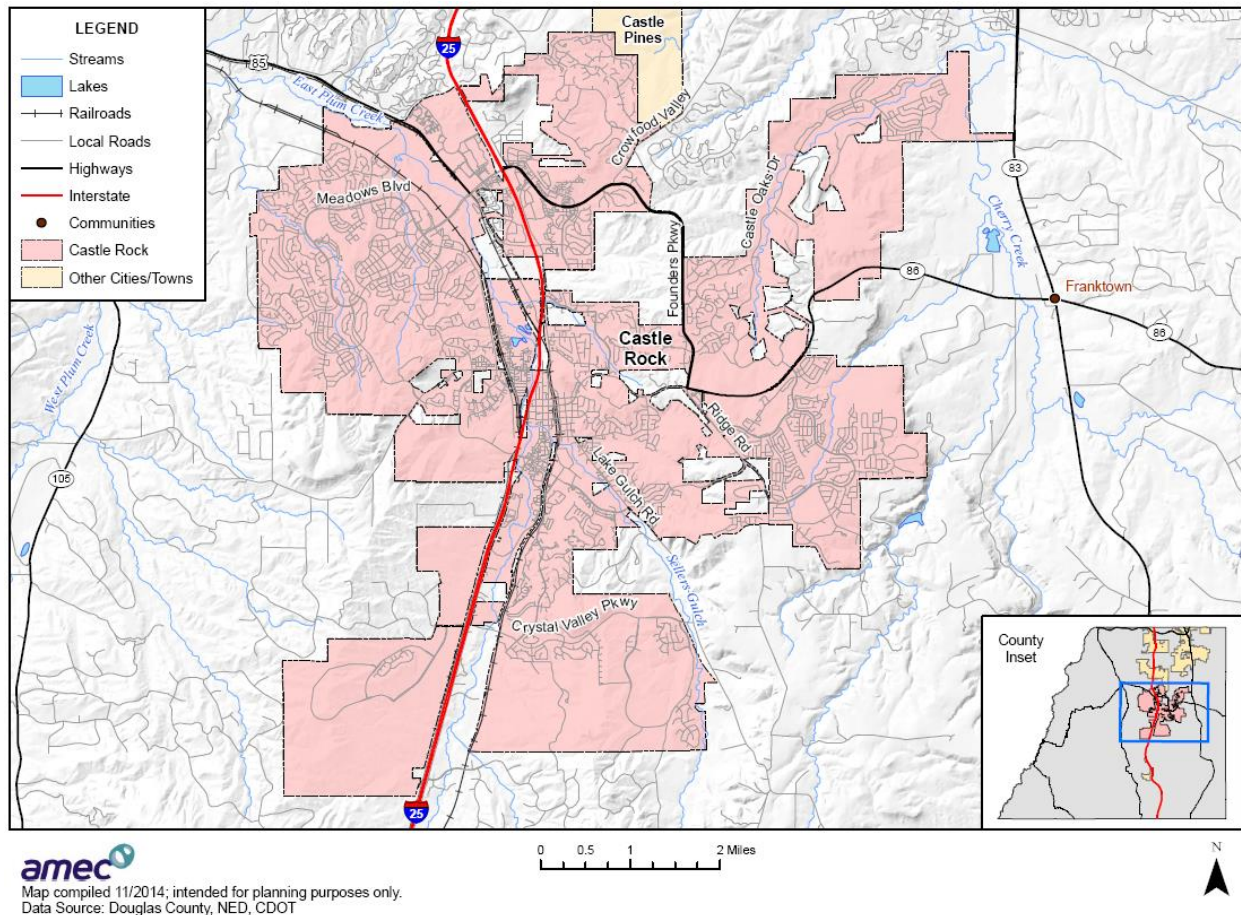 LEGEND
Streams
Lakes
Railroads
Local Roads
Highways
Interstate
Communities
Castle Rock
Other Cities/Towns
25
85
Castle
Pines
East Plum Creek
Crowfood Valley
Meadows Blvd
Castle Oaks Dr
83
Cherry Creek
Founders Pkwy
86
Franktown
86
Castle
Rock
West Plum Creek
Ridge Rd
105
Lake Gulch Rd
Sellers Gulch
Crystal Valley Pkwy
County
Inset
25
amec
Map compiled 11/2014; intended for planning purposes only.
Data Source: Douglas County, NED, CDOT
0 0.5 1 2 Miles
N